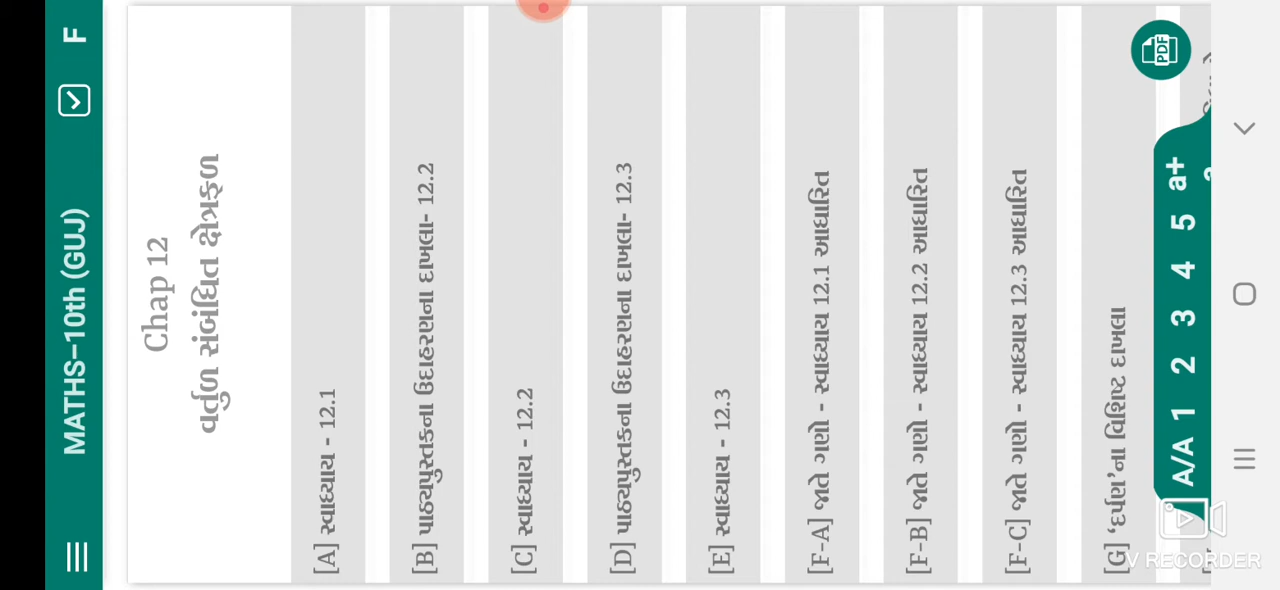 MATHS-10th (GUJ)
F
Chap 12
વર્તુળ સંબંધિત ક્ષેત્રફળ
[A] સ્વાધ્યાય - 12.1
[B] પાઠ્યપુસ્તકના ઉદાહરણના દાખલા- 12.2
[C] સ્વાધ્યાય - 12.2
[D] પાઠ્યપુસ્તકના ઉદાહરણના દાખલા- 12.3
[E] સ્વાધ્યાય - 12.3
[F-A] જાતે ગણો - સ્વાધ્યાય 12.1 આધારિત
[F-B] જાતે ગણો - સ્વાધ્યાય 12.2 આધારિત
[F-C] જાતે ગણો - સ્વાધ્યાય 12.3 આધારિત
[G] ‘દર્પણ’ના વિશિષ્ટ દાખલા
PDF
A/A 1 2 3 4 5 a+
V RECORDER